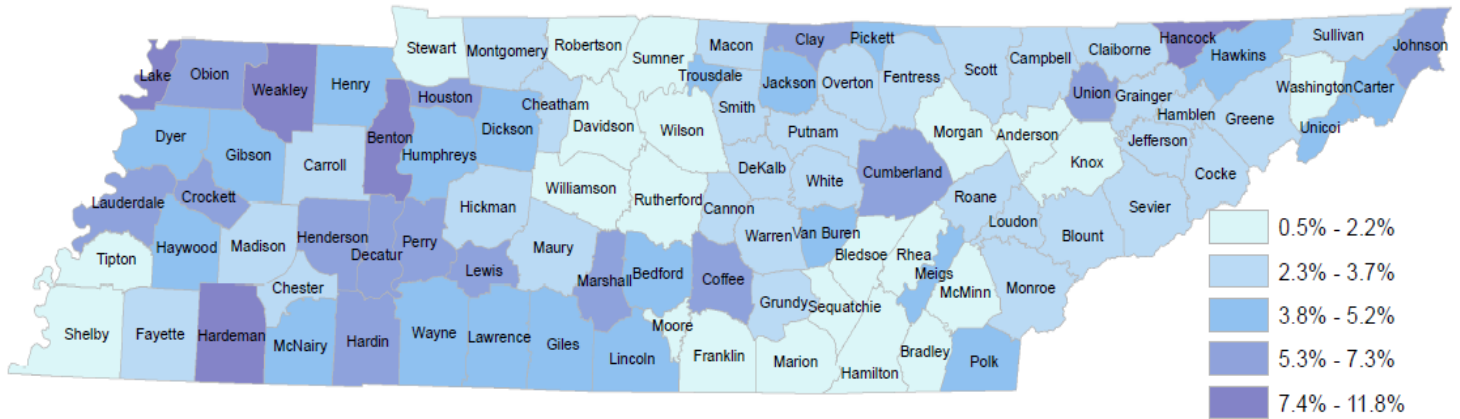 Stewart
Montgomery
Robertson
Sumner
Macon
Clay
Pickett
Hancock
Sullivan
Johnson
Lake
Obion
Weakley
Henry
Houston
Cheatham
Trousdale
Jackson
Overton
Fentress
Scott
Campbell
Claiborne
Hawkins
Washington
Carter
Dyer
Gibson
Carroll
Benton
Humphreys
Dickson
Davidson
Wilson
Smith
Putnam
Morgan
Anderson
Union
Grainger
Hamblen
Greene
Unicoi
Lauderdale
Crockett
Williamson
Rutherford
DeKalb
White
Cumberland
Knox
Jefferson
Cocke
Tipton
Haywood
Madison
Henderson
Decatur
Perry
Hickman
Cannon
Roane
Loudon
Sevier
Maury
Lewis
Warren
Van Buren
Bledsoe
Rhea
Blount
Chester
Marshall
Bedford
Coffee
Meigs
McMinn
Monroe
Shelby
Fayette
Hardeman
McNairy
Hardin
Wayne
Lawrence
Giles
Lincoln
Moore
Grundy
Sequatchie
Franklin
Marion
Hamilton
Bradley
Polk
0.5% - 2.2%
2.3% - 3.7%
3.8% - 5.2%
5.3% - 7.3%
7.4% - 11.8%